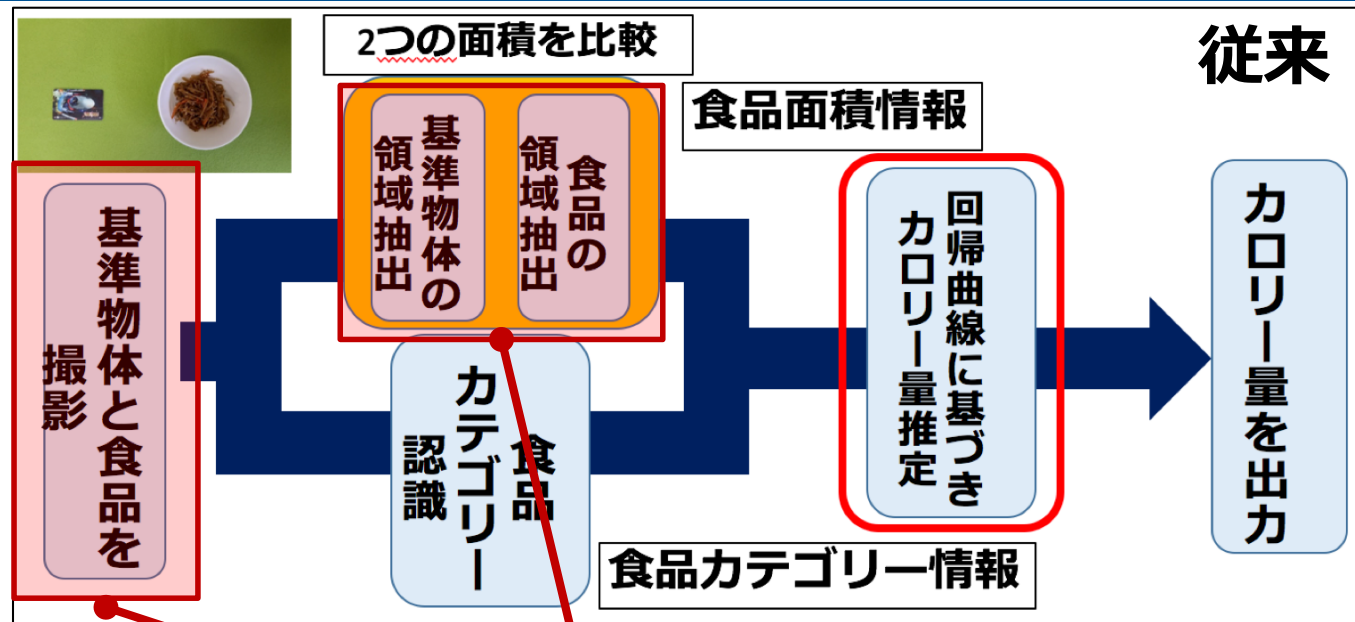 従来
2つの面積を比較
食品面積情報
基準物体と食品を
撮影
基準物体の
領域抽出
食品の
領域抽出
食品
カテゴリー
認識
食品カテゴリー情報
回帰曲線に基づき
カロリー量推定
カロリー量を出力